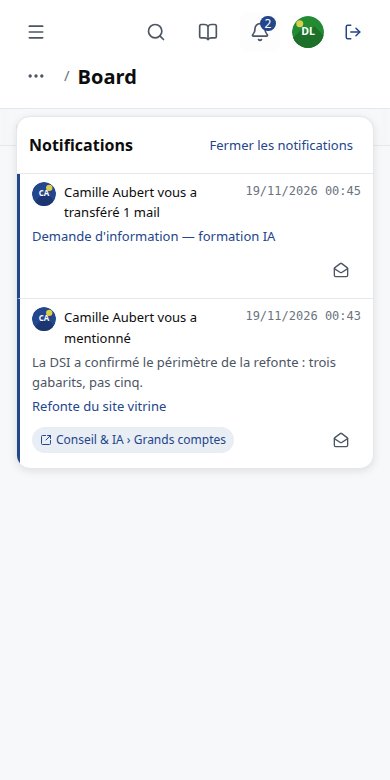 2
DL
/ Board
Notifications
Fermer les notifications
CA
Camille Aubert vous a
transféré 1 mail
19/11/2026 00:45
Demande d'information — formation IA
CA
Camille Aubert vous a
mentionné
19/11/2026 00:43
La DSI a confirmé le périmètre de la refonte : trois
gabarits, pas cinq.
Refonte du site vitrine
Conseil & IA › Grands comptes